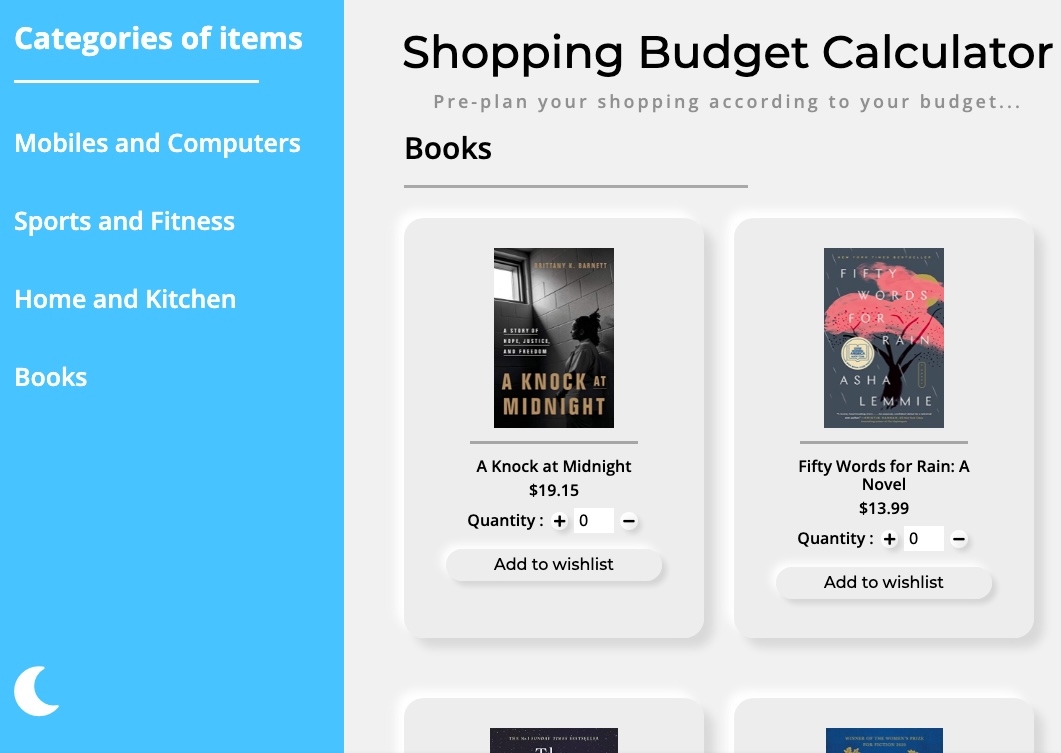 Categories of items
Mobiles and Computers
Sports and Fitness
Home and Kitchen
Books
Shopping Budget Calculator
Pre-plan your shopping according to your budget...
Books
BRITTANY K. BARNETT
A STORY OF
HOPE, JUSTICE,
AND FREEDOM
A KNOCK AT
MIDNIGHT
A Knock at Midnight
$19.15
Quantity : + 0 −
Add to wishlist
NEW YORK TIMES BESTSELLER
FIFTY
WORDS
FOR
RAIN
ASHA
LEMMIE
Fifty Words for Rain: A
Novel
$13.99
Quantity : + 0 −
Add to wishlist
THE No.1 SUNDAY TIMES BESTSELLER
WINNER OF THE WOMEN'S PRIZE
FOR FICTION 2020